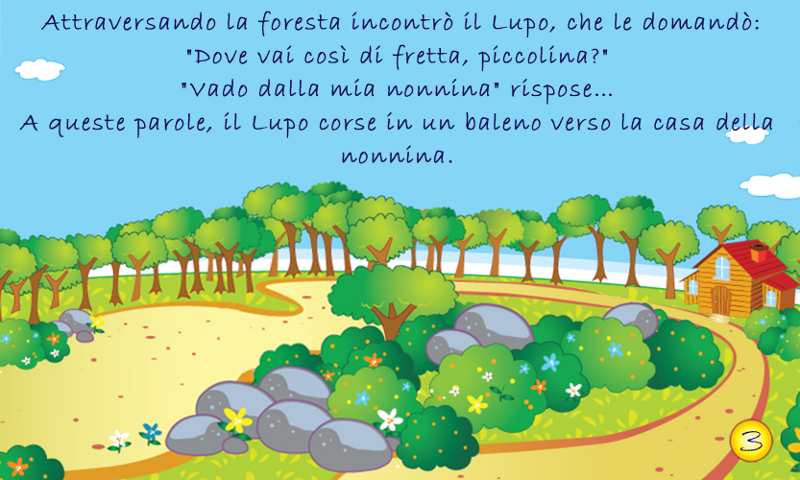 Attraversando la foresta incontrò il Lupo, che le domandò:
"Dove vai così di fretta, piccolina?"
"Vado dalla mia nonnina" rispose...
A queste parole, il Lupo corse in un baleno verso la casa della
nonnina.
3